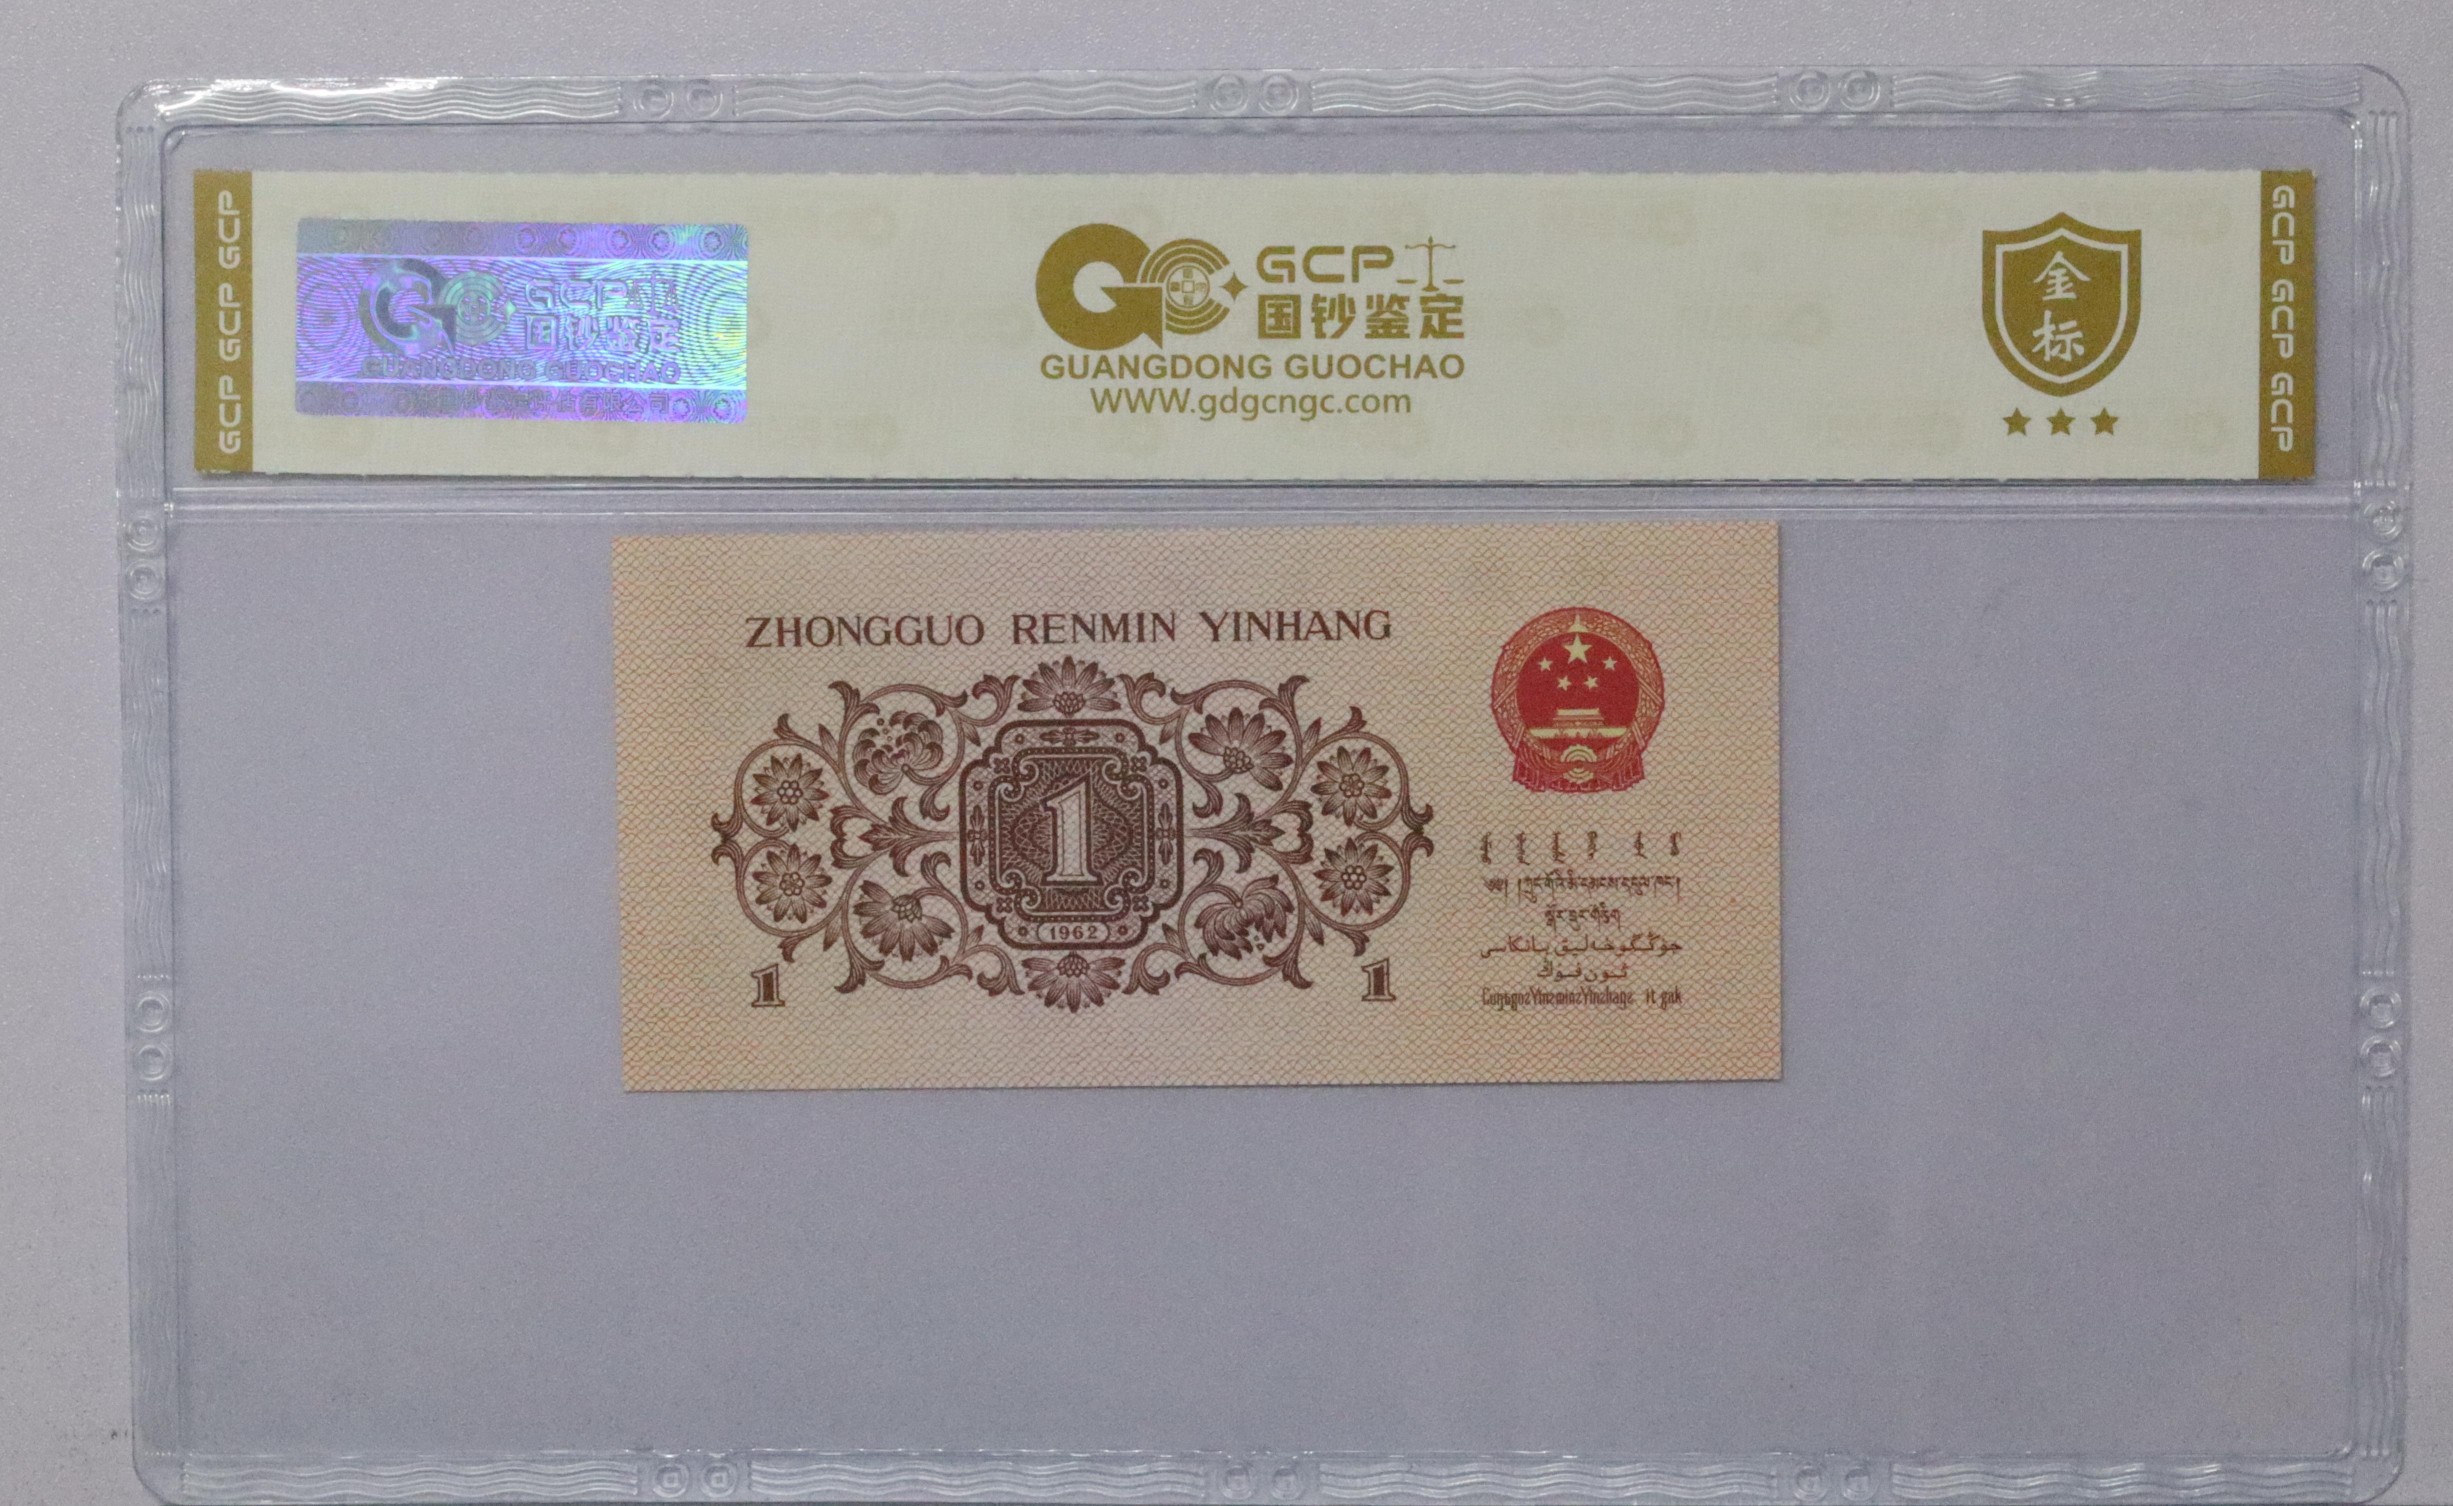 GCP GCP GCP
GCP
国钞鉴定
GUANGDONG GUOCHAO
GCP
国钞鉴定
GUANGDONG GUOCHAO
WWW.gdgcngc.com
金
标
GCP GCP GCP
ZHONGGUO RENMIN YINHANG
1
1962
1
1